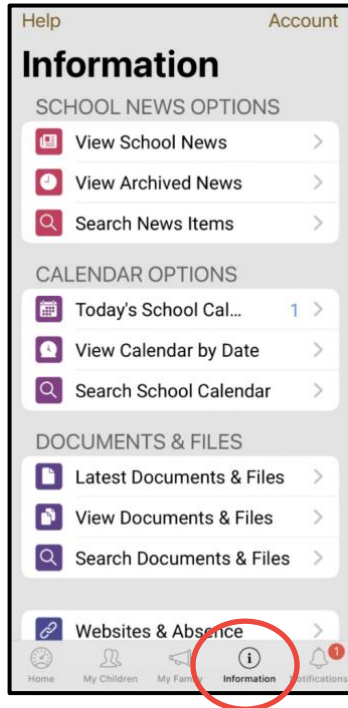 Help Account
Information
SCHOOL NEWS OPTIONS
View School News
View Archived News
Search News Items
CALENDAR OPTIONS
Today's School Cal... 1
View Calendar by Date
Search School Calendar
DOCUMENTS & FILES
Latest Documents & Files
View Documents & Files
Search Documents & Files
Websites & Absence
1
Home My Children My Family Information Notifications